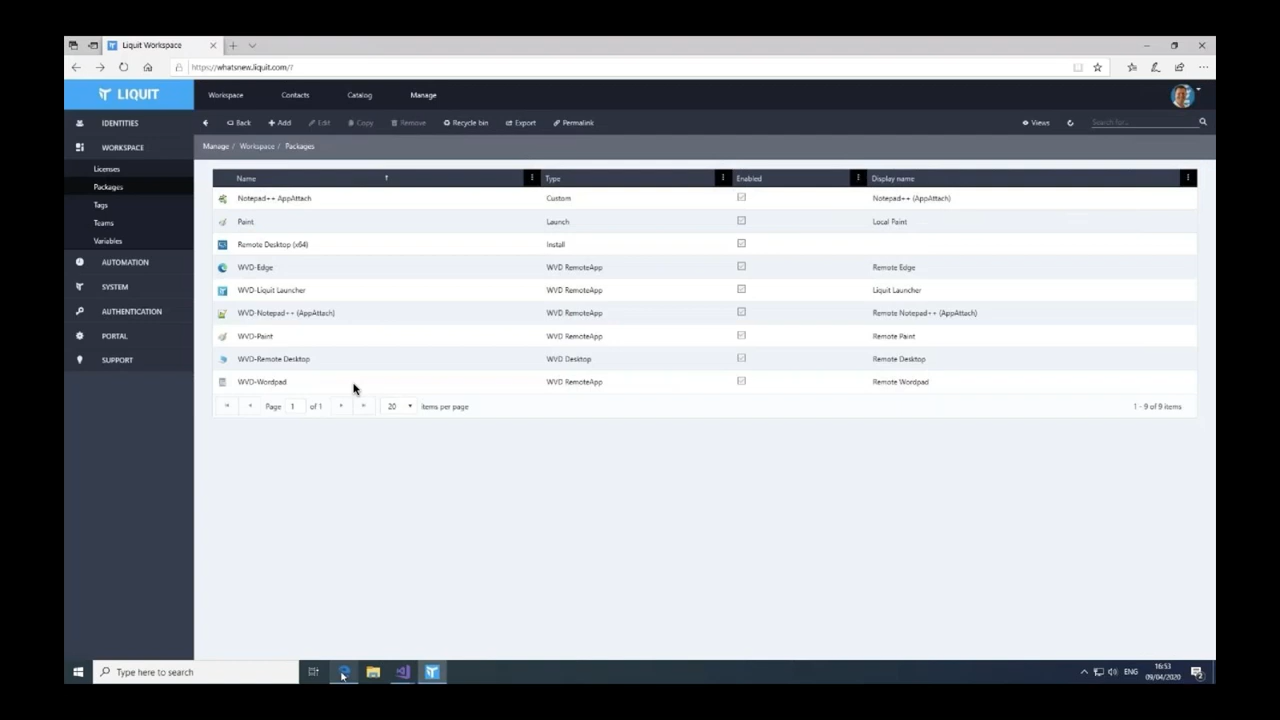 Liquit Workspace
https://whatsnew.liquit.com/?
LIQUIT
Workspace Contacts Catalog Manage
IDENTITIES
Back Add Edit Copy Remove Recycle bin Export Permalink Views Search for...
WORKSPACE
Manage / Workspace / Packages
Licenses
Packages
Tags
Teams
Variables
AUTOMATION
SYSTEM
AUTHENTICATION
PORTAL
SUPPORT
Name Type Enabled Display name
Notepad++ AppAttach Custom Notepad++ (AppAttach)
Paint Launch Local Paint
Remote Desktop (x64) Install
WVD-Edge WVD RemoteApp Remote Edge
WVD-Liquit Launcher WVD RemoteApp Liquit Launcher
WVD-Notepad++ (AppAttach) WVD RemoteApp Remote Notepad++ (AppAttach)
WVD-Paint WVD RemoteApp Remote Paint
WVD-Remote Desktop WVD Desktop Remote Desktop
WVD-Wordpad WVD RemoteApp Remote Wordpad
Page 1 of 1 20 items per page 1 - 9 of 9 items
Type here to search
ENG
16:53
09/04/2020